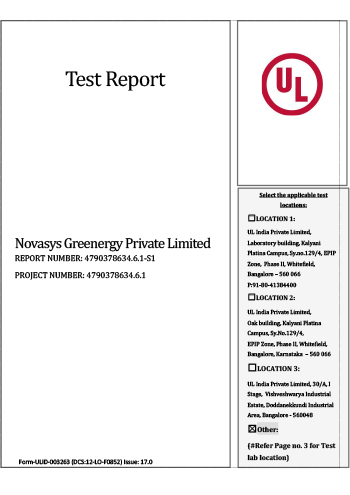 Test Report
Novasys Greenergy Private Limited
REPORT NUMBER: 4790378634.6.1-S1
PROJECT NUMBER: 4790378634.6.1
Form-ULID-003263 (DCS:12-LO-F0852) Issue: 17.0
UL
Select the applicable test
locations:
☐LOCATION 1:
UL India Private Limited,
Laboratory building, Kalyani
Platina Campus, Sy.no.129/4, EPIP
Zone, Phase II, Whitefield,
Bangalore – 560 066
P:91-80-41384400
☐LOCATION 2:
UL India Private Limited,
Oak building, Kalyani Platina
Campus, Sy.No.129/4,
EPIP Zone, Phase II, Whitefield,
Bangalore, Karnataka – 560 066
☐LOCATION 3:
UL India Private Limited, 30/A, I
Stage, Vishveshwarya Industrial
Estate, Doddanekkundi Industrial
Area, Bangalore - 560048
☒Other:
(#Refer Page no. 3 for Test
lab location)